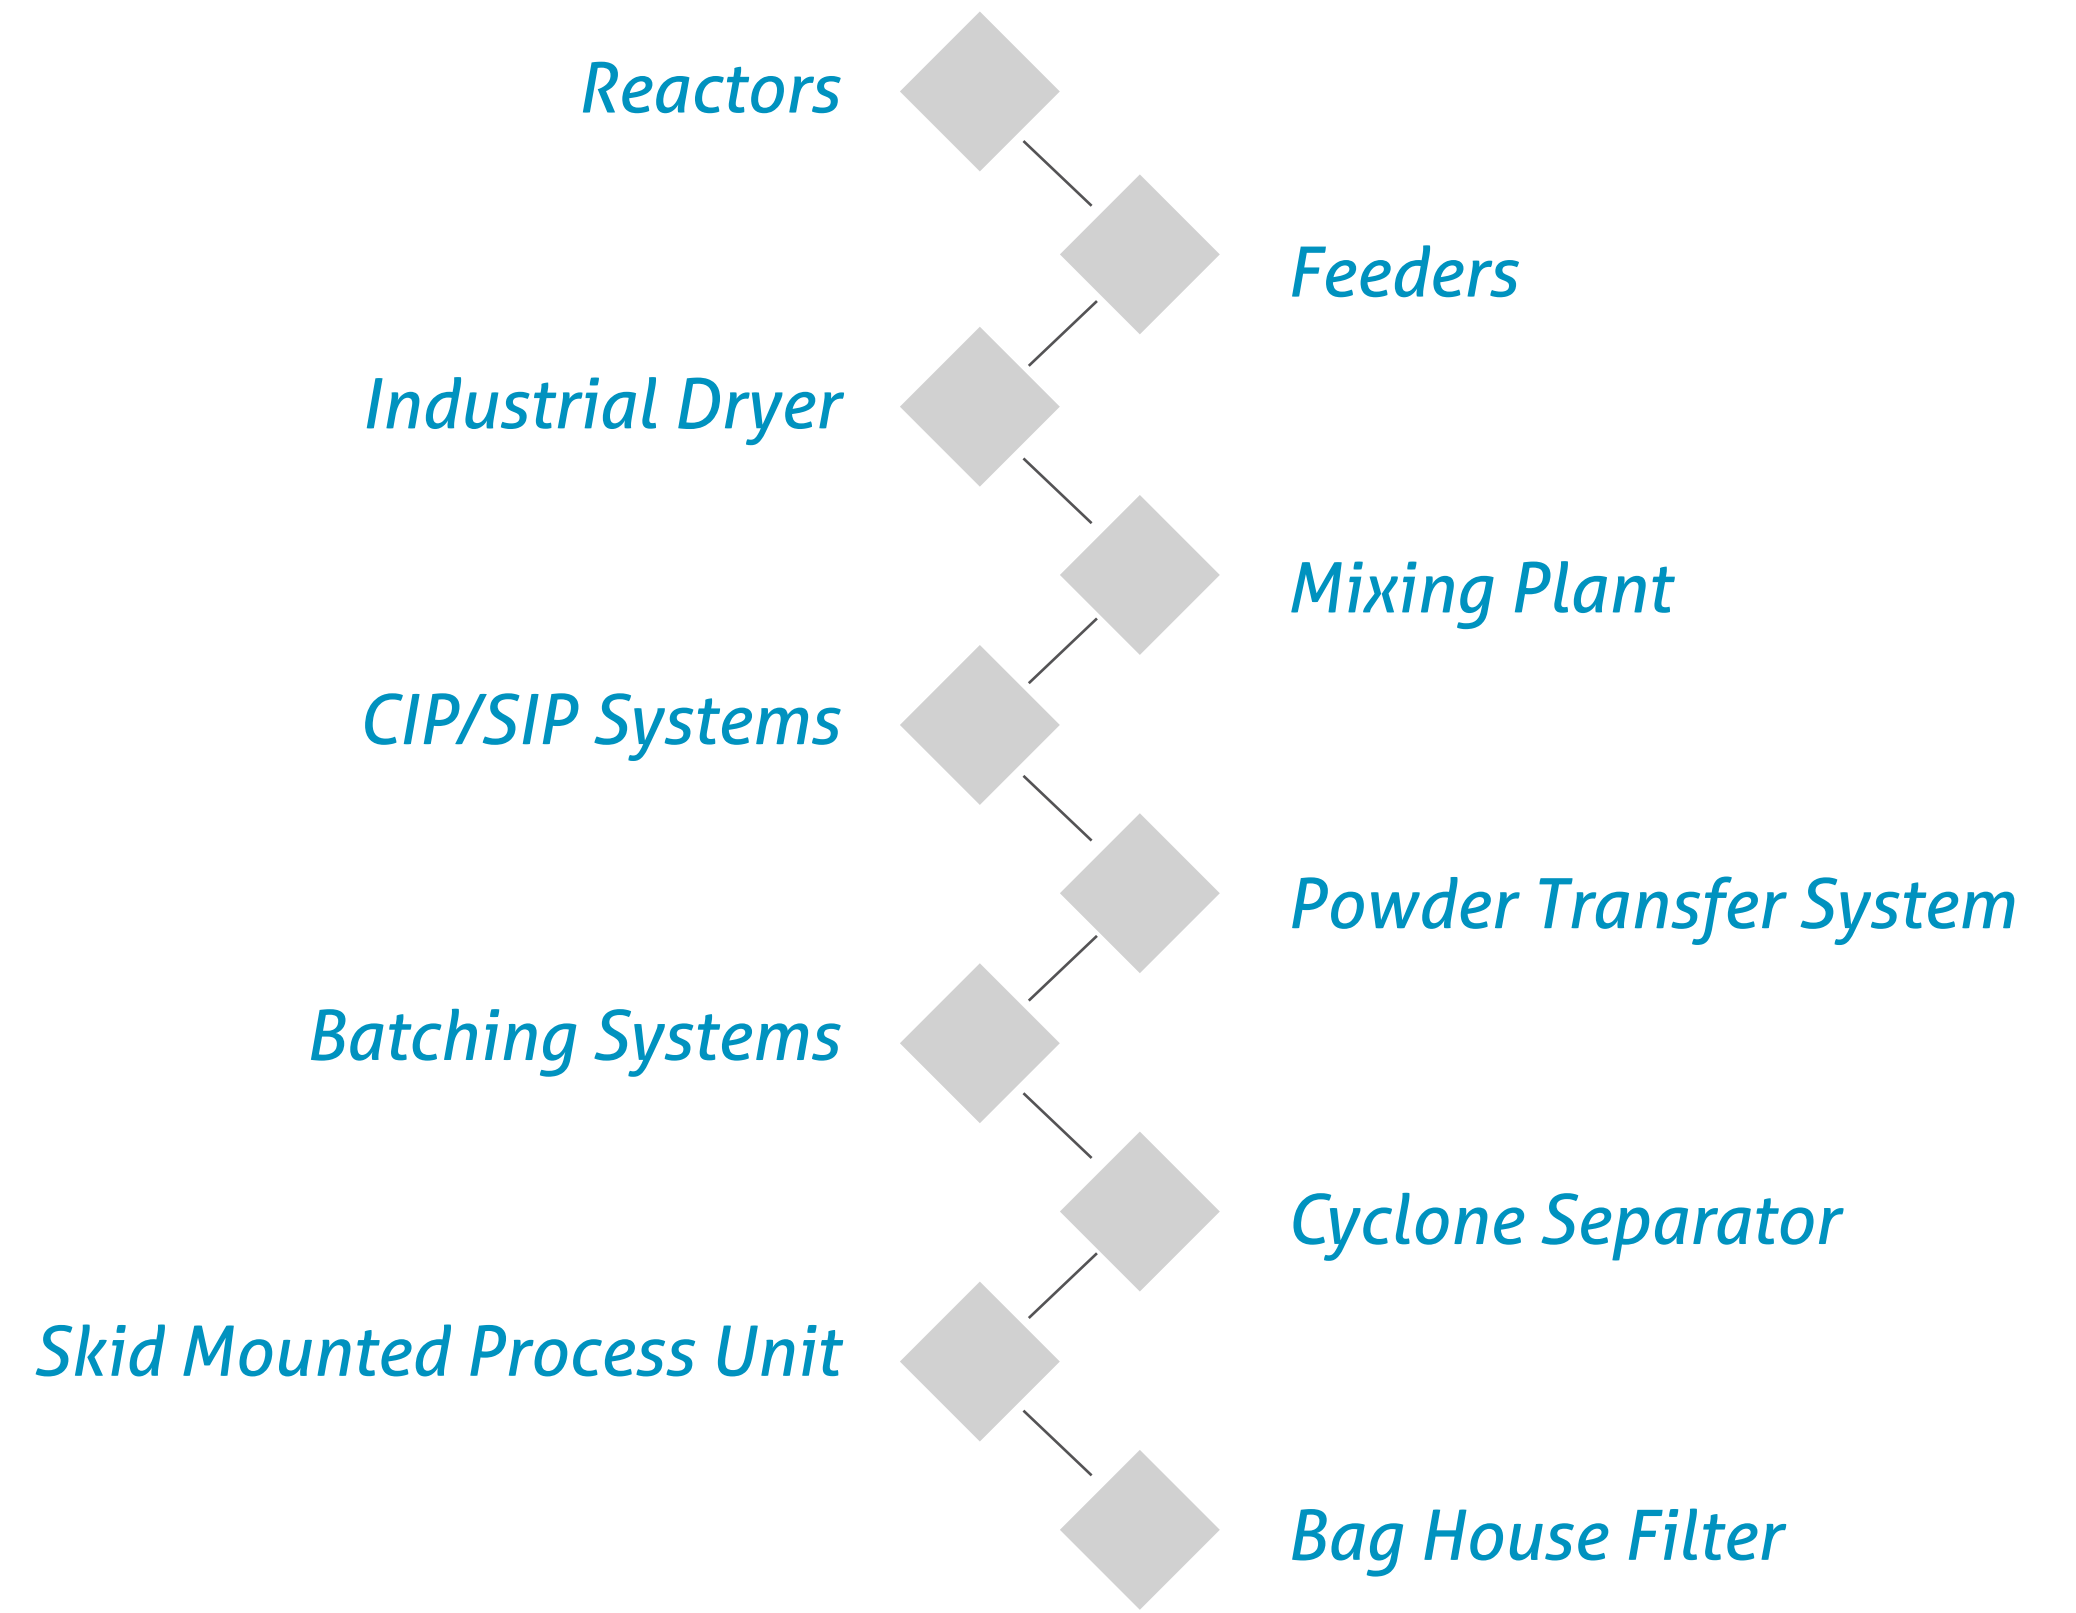 Reactors
Feeders
Industrial Dryer
Mixing Plant
CIP/SIP Systems
Powder Transfer System
Batching Systems
Cyclone Separator
Skid Mounted Process Unit
Bag House Filter